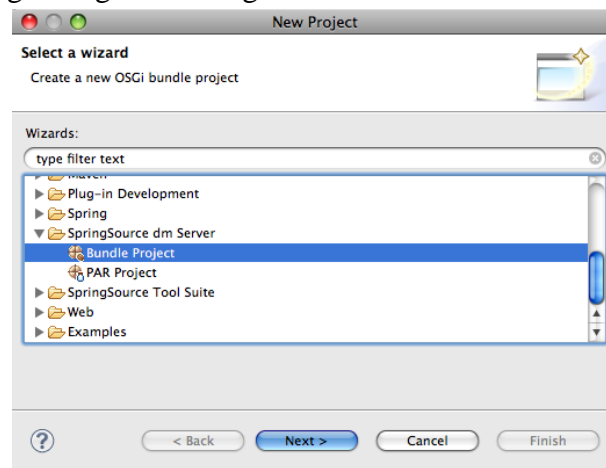 New Project
Select a wizard
Create a new OSGi bundle project
Wizards:
type filter text
Maven
Plug-in Development
Spring
SpringSource dm Server
Bundle Project
PAR Project
SpringSource Tool Suite
Web
Examples
?
< Back Next > Cancel Finish